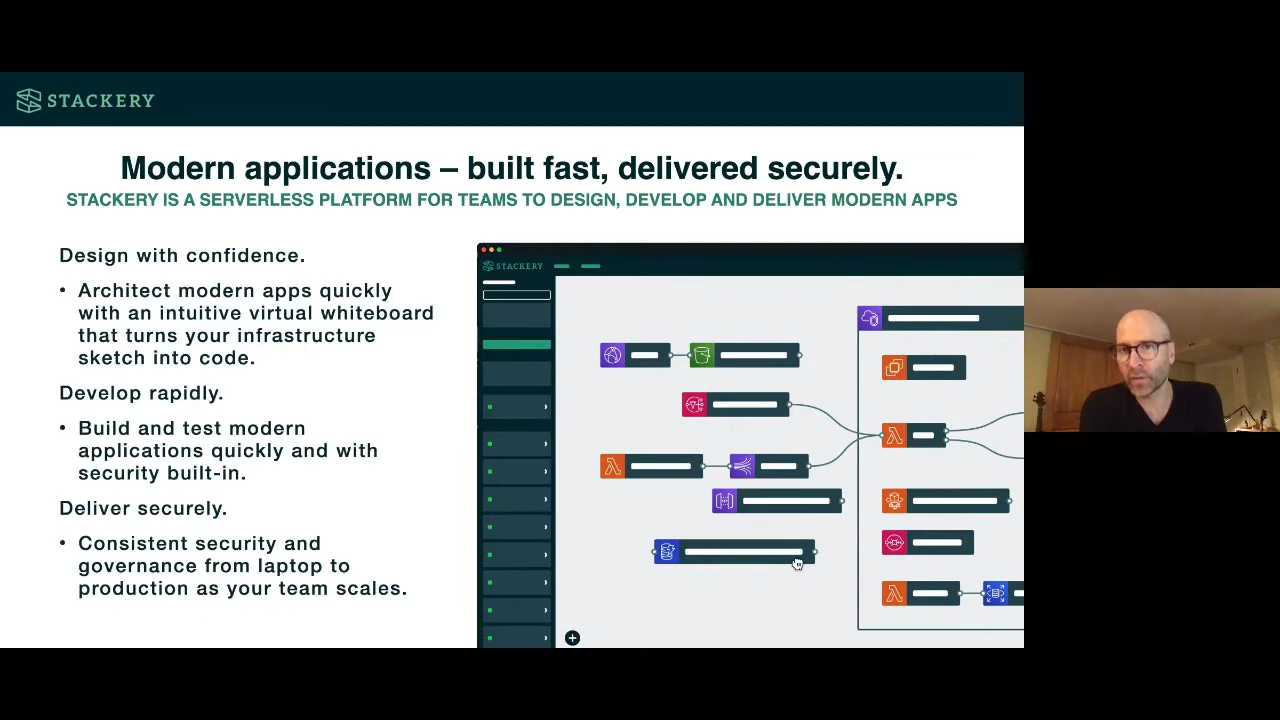 STACKERY
Modern applications – built fast, delivered securely.
STACKERY IS A SERVERLESS PLATFORM FOR TEAMS TO DESIGN, DEVELOP AND DELIVER MODERN APPS
Design with confidence.
• Architect modern apps quickly
with an intuitive virtual whiteboard
that turns your infrastructure
sketch into code.
Develop rapidly.
• Build and test modern
applications quickly and with
security built-in.
Deliver securely.
• Consistent security and
governance from laptop to
production as your team scales.
STACKERY